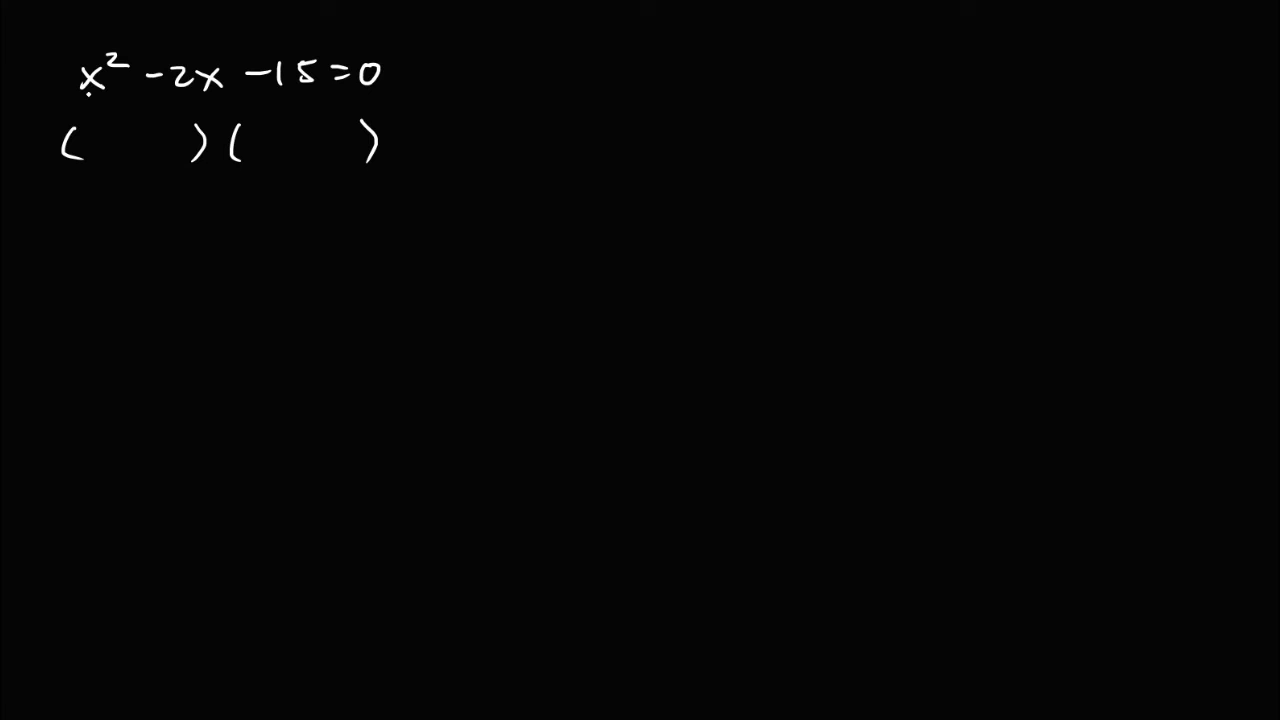 x² - 2x - 15 = 0
(      ) (      )